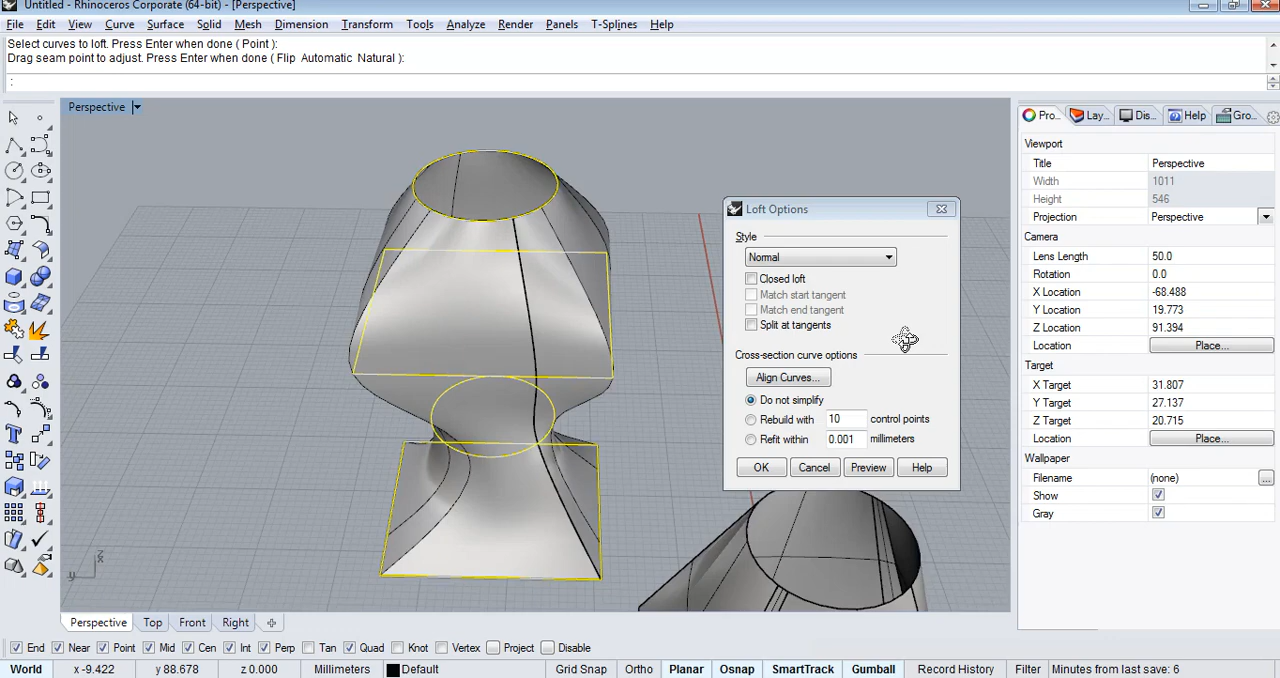 Untitled - Rhinoceros Corporate (64-bit) - [Perspective]
File Edit View Curve Surface Solid Mesh Dimension Transform Tools Analyze Render Panels T-Splines Help
Select curves to loft. Press Enter when done ( Point ):
Drag seam point to adjust. Press Enter when done ( Flip Automatic Natural ):
:
Perspective
Pro... Lay... Dis... Help Gro...
Viewport
Title Perspective
Width 1011
Height 546
Projection Perspective
Camera
Lens Length 50.0
Rotation 0.0
X Location -68.488
Y Location 19.773
Z Location 91.394
Location Place...
Target
X Target 31.807
Y Target 27.137
Z Target 20.715
Location Place...
Wallpaper
Filename (none) ...
Show
Gray
Loft Options
Style
Normal
Closed loft
Match start tangent
Match end tangent
Split at tangents
Cross-section curve options
Align Curves...
Do not simplify
Rebuild with 10 control points
Refit within 0.001 millimeters
OK Cancel Preview Help
z
x
y
Perspective Top Front Right
End Near Point Mid Cen Int Perp Tan Quad Knot Vertex Project Disable
World x -9.422 y 88.678 z 0.000 Millimeters Default Grid Snap Ortho Planar Osnap SmartTrack Gumball Record History Filter Minutes from last save: 6